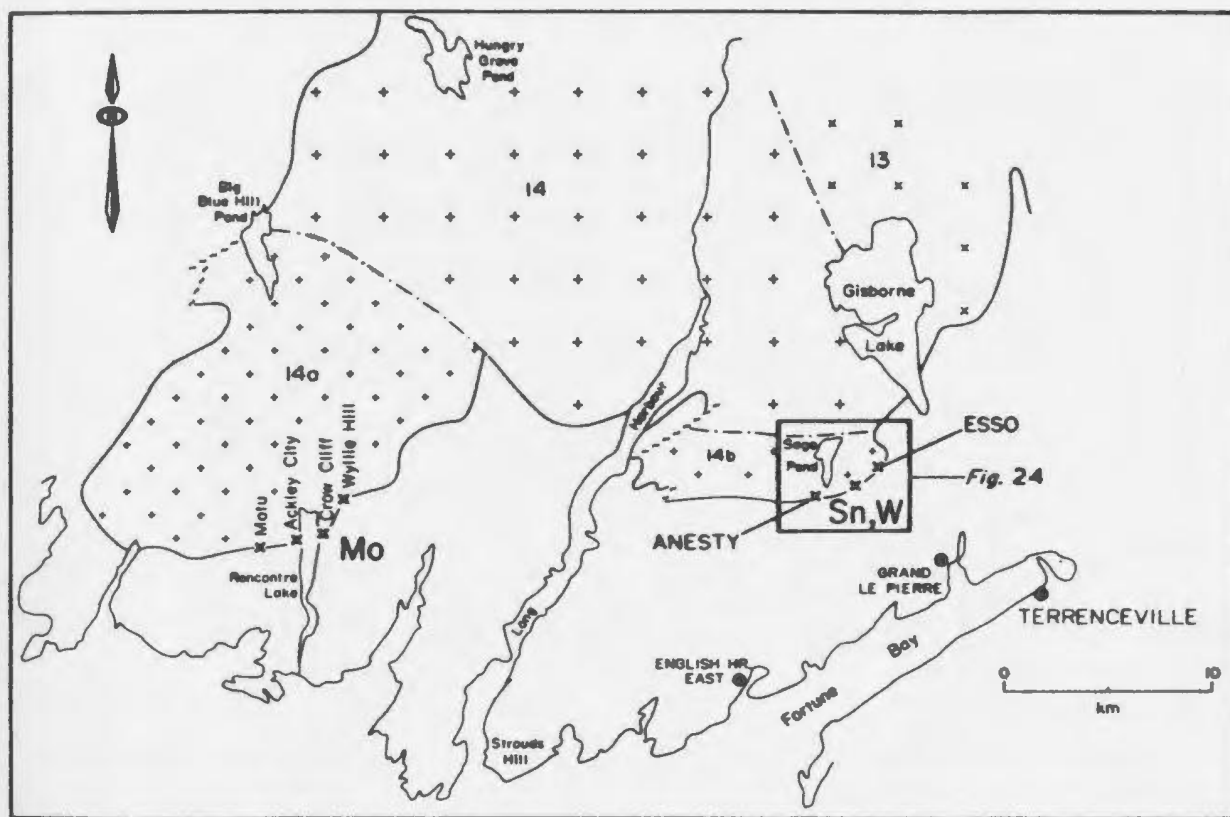 Hungry
Grove
Pond
13
14
Big
Blue Hill
Pond
Gisborne
Lake
14a
Harbour
Long
14b
Sage
Pond
ESSO
Fig. 24
Sn,W
ANESTY
Motu
Ackley City
Crow Cliff
Wyllie Hill
Mo
Rencontre
Lake
GRAND
LE PIERRE
TERRENCEVILLE
ENGLISH HR.
EAST
Fortune
Bay
Strouds
Hill
0
10
km